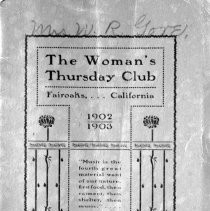 Mrs W. R. Tate.
The Woman's
Thursday Club
Fairoaks, . . . California
1902
1903
"Music is the
fourth great
material want
of our nature,
first food, then
raiment, then
shelter, then
music.